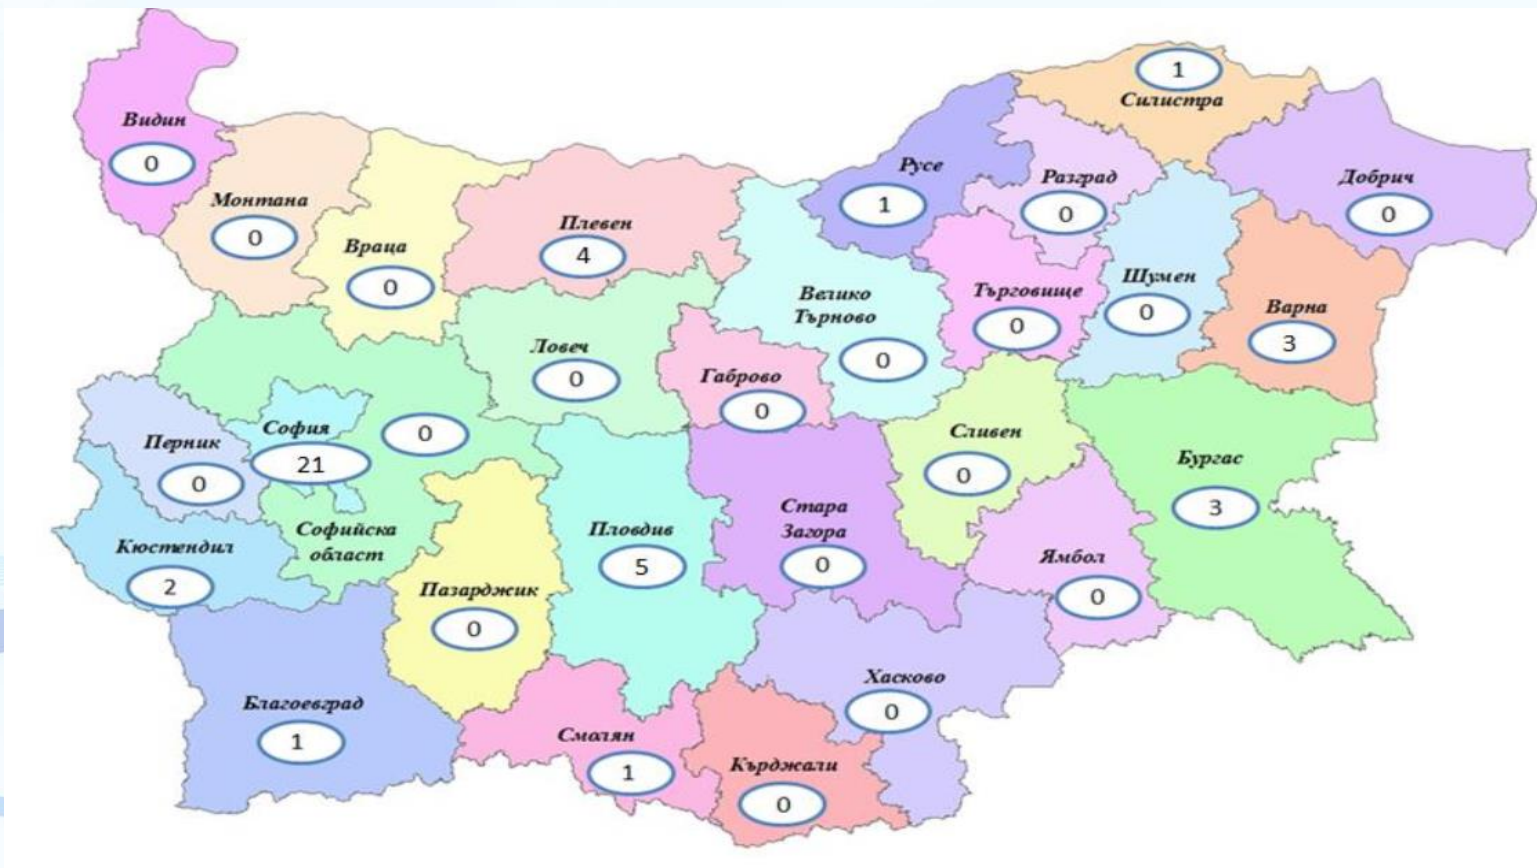 1
Силистра
Видин
0
Русе
1
Разград
0
Добрич
0
Монтана
0
Плевен
4
Враца
0
Шумен
0
Търговище
0
Велико
Търново
0
Варна
3
Ловеч
0
Габрово
0
София
21
0
Перник
0
Сливен
0
Бургас
3
Софийска
област
Пловдив
5
Стара
Загора
0
Кюстендил
2
Ямбол
0
Пазарджик
0
Хасково
0
Благоевград
1
Смолян
1
Кърджали
0